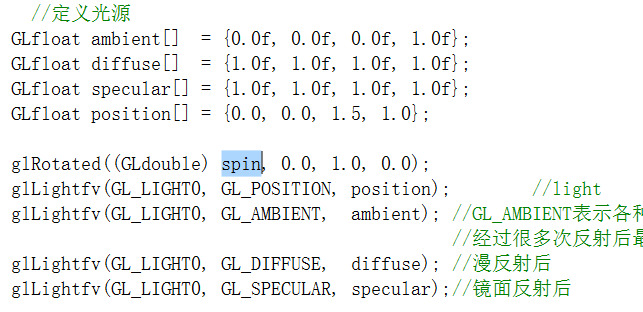 //定义光源
GLfloat ambient[]  = {0.0f, 0.0f, 0.0f, 1.0f};
GLfloat diffuse[]  = {1.0f, 1.0f, 1.0f, 1.0f};
GLfloat specular[] = {1.0f, 1.0f, 1.0f, 1.0f};
GLfloat position[] = {0.0, 0.0, 1.5, 1.0};
glRotated((GLdouble) spin, 0.0, 1.0, 0.0);
glLightfv(GL_LIGHT0, GL_POSITION, position);       //light
glLightfv(GL_LIGHT0, GL_AMBIENT,  ambient); //GL_AMBIENT表示各种
//经过很多次反射后最
glLightfv(GL_LIGHT0, GL_DIFFUSE,  diffuse); //漫反射后
glLightfv(GL_LIGHT0, GL_SPECULAR, specular);//镜面反射后